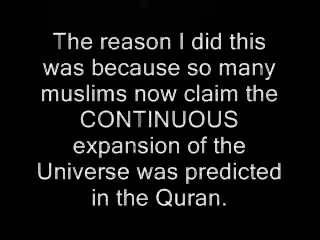 The reason I did this
was because so many
muslims now claim the
CONTINUOUS
expansion of the
Universe was predicted
in the Quran.